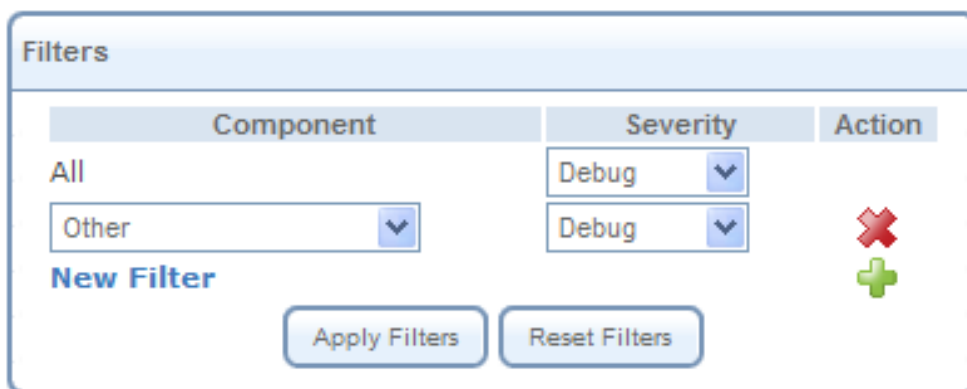 Filters
Component Severity Action
All Debug
Other Debug
New Filter
Apply Filters Reset Filters